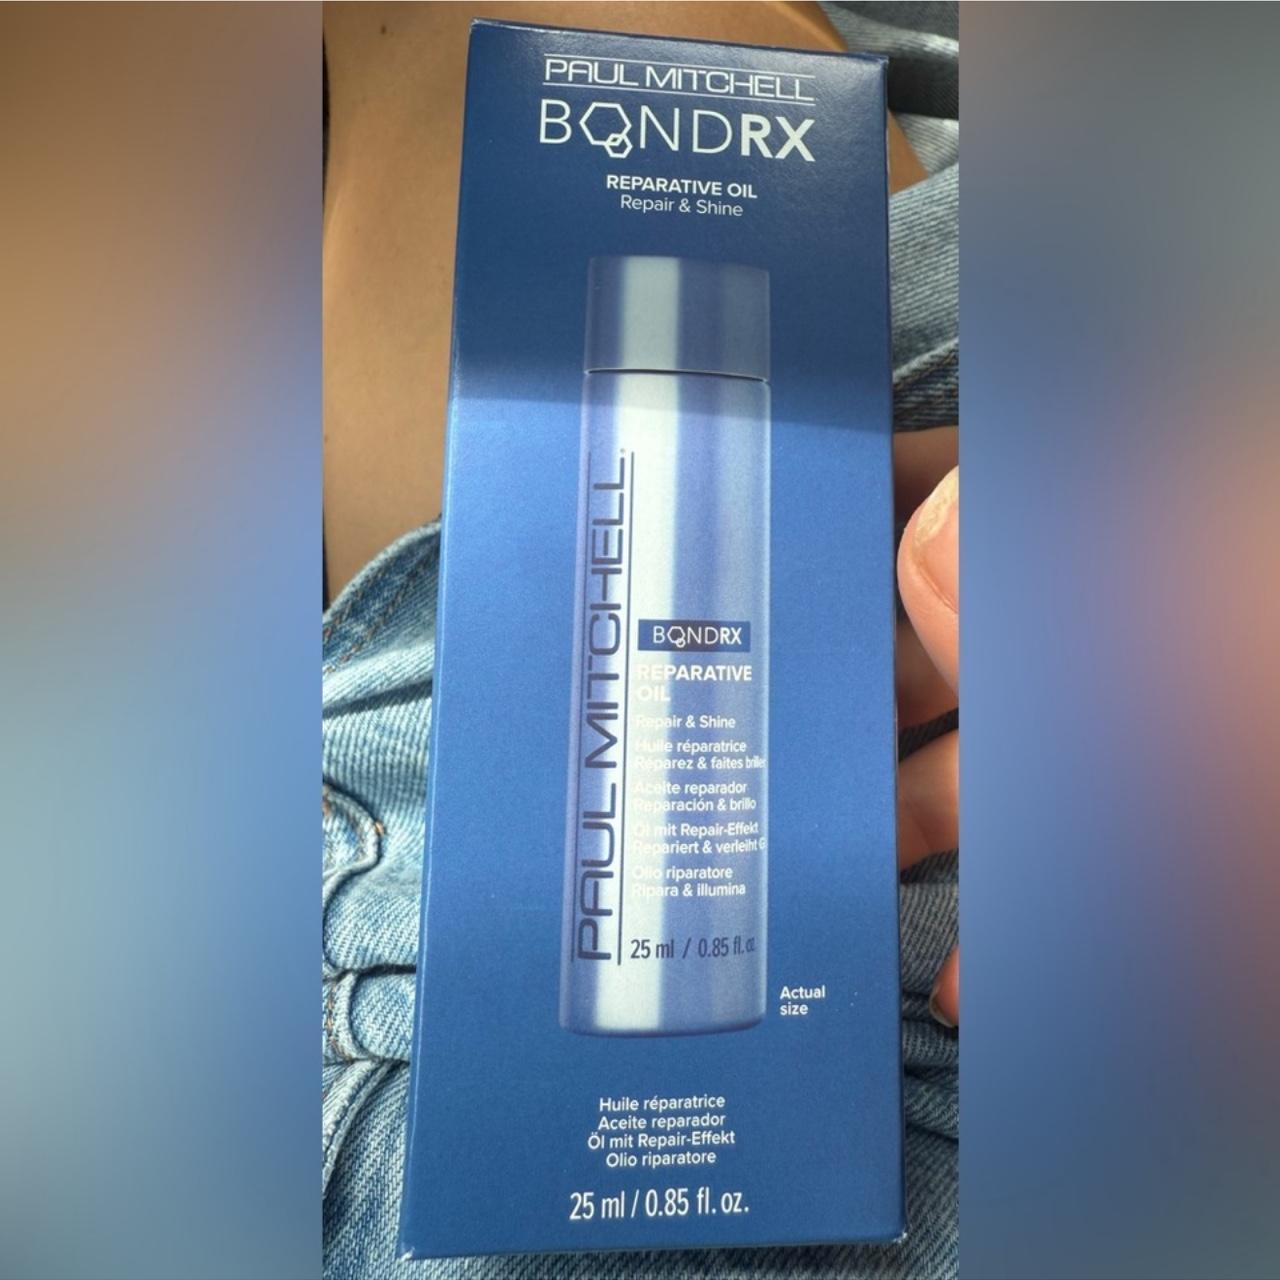 PAUL MITCHELL
BONDRX
REPARATIVE OIL
Repair & Shine
PAUL MITCHELL
BONDRX
REPARATIVE
OIL
Repair & Shine
Huile réparatrice
Réparez & faites briller
Aceite reparador
Reparación & brillo
Öl mit Repair-Effekt
Repariert & verleiht
Olio riparatore
Ripara & illumina
25 ml / 0.85 fl. oz.
Actual
size
Huile réparatrice
Aceite reparador
Öl mit Repair-Effekt
Olio riparatore
25 ml / 0.85 fl. oz.